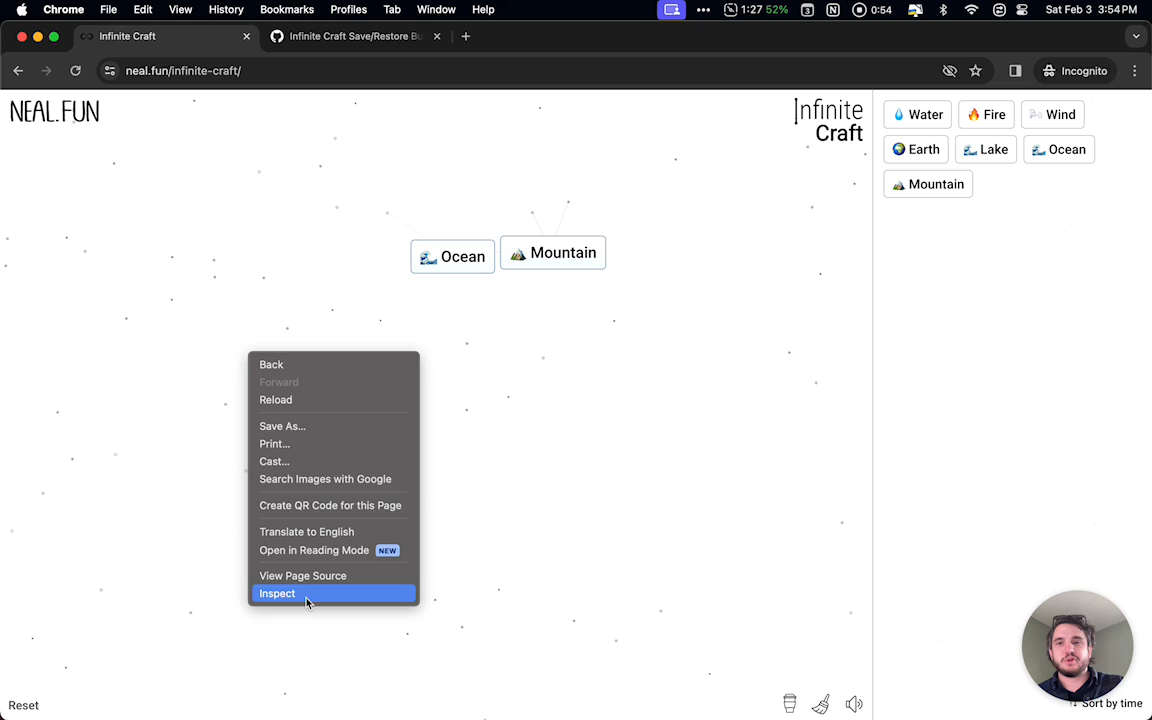 Chrome File Edit View History Bookmarks Profiles Tab Window Help 1:27 52% 3 0:54 Sat Feb 3 3:54 PM
Infinite Craft
Infinite Craft Save/Restore Bu
neal.fun/infinite-craft/
Incognito
NEAL.FUN
Infinite
Craft
Water
Fire
Wind
Earth
Lake
Ocean
Mountain
Ocean
Mountain
Back
Forward
Reload
Save As...
Print...
Cast...
Search Images with Google
Create QR Code for this Page
Translate to English
Open in Reading Mode NEW
View Page Source
Inspect
Reset
Sort by time